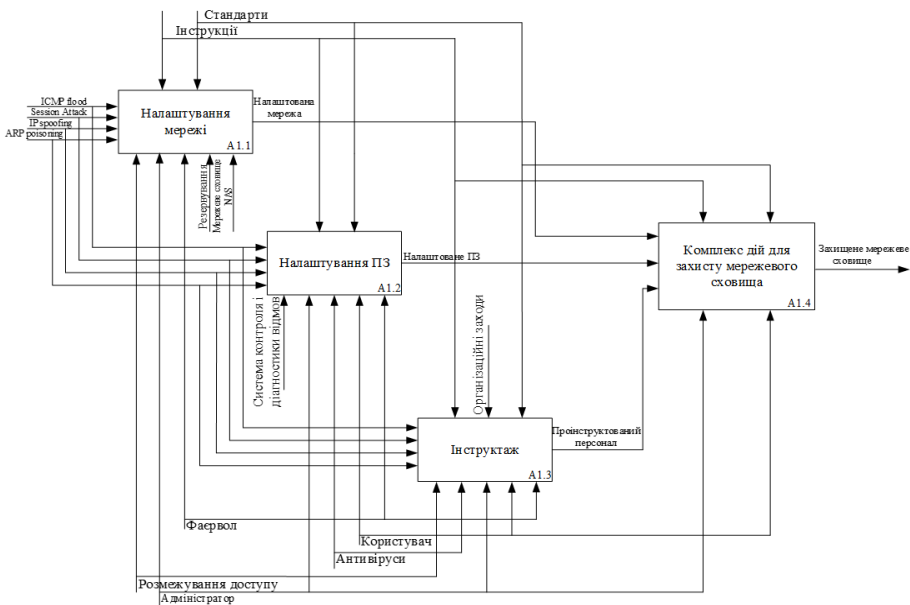 Стандарти
Інструкції
ICMP flood
Session Attack
IP spoofing
ARP poisoning
Налаштування
мережі
A1.1
Налаштована
мережа
Резервування
Мережеве сховище
NAS
Налаштування ПЗ
A1.2
Налаштоване ПЗ
Комплекс дій для
захисту мережевого
сховища
A1.4
Захищене мережеве
сховище
Система контроля і
діагностики відмов
Організаційні заходи
Інструктаж
A1.3
Проінструктований
персонал
Фаєрвол
Користувач
Антивіруси
Розмежування доступу
Адміністратор